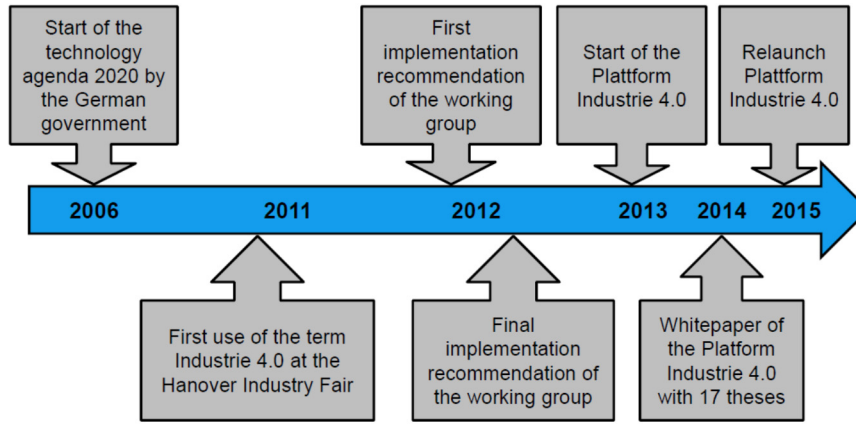 Start of the
technology
agenda 2020 by
the German
government
First
implementation
recommendation
of the working
group
Start of the
Plattform
Industrie 4.0
Relaunch
Plattform
Industrie 4.0
2006
2011
2012
2013
2014
2015
First use of the term
Industrie 4.0 at the
Hanover Industry Fair
Final
implementation
recommendation of
the working group
Whitepaper of
the Platform
Industrie 4.0
with 17 theses